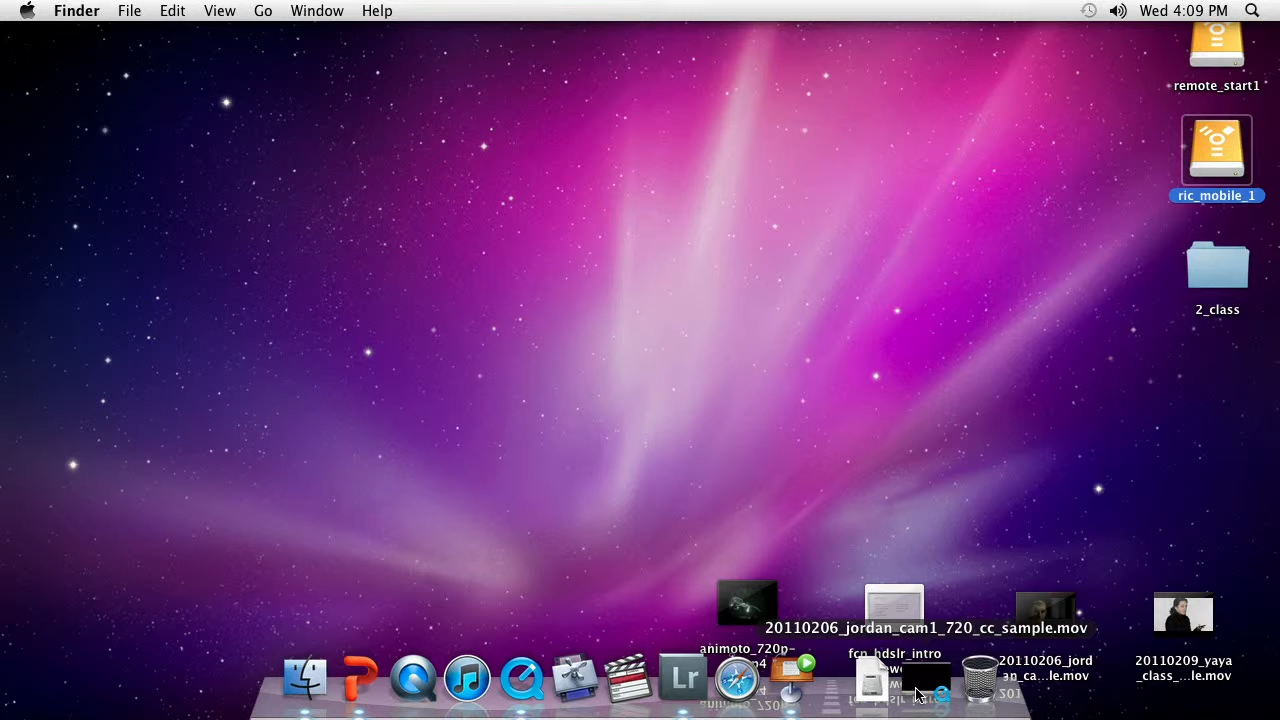 Finder File Edit View Go Window Help Wed 4:09 PM
remote_start1
ric_mobile_1
2_class
20110206_jordan_cam1_720_cc_sample.mov
animoto_720p-
fcp_hdslr_intro
20110206_jord
an_ca...le.mov
20110209_yaya
_class_...le.mov
Lr